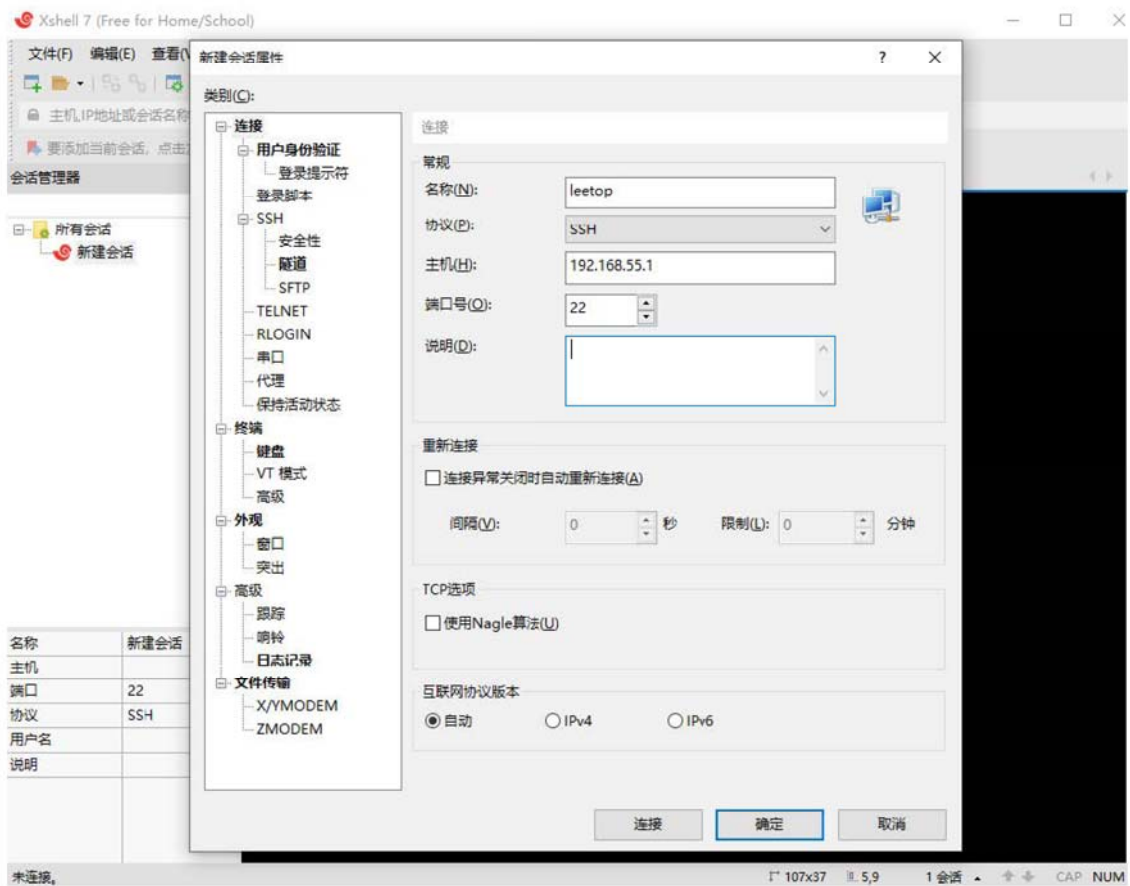 Xshell 7 (Free for Home/School)
文件(F) 编辑(E) 查看(V
主机,IP地址或会话名称
要添加当前会话, 点击
会话管理器
所有会话
新建会话
名称 新建会话
主机
端口 22
协议 SSH
用户名
说明
新建会话属性 ?
类别(C):
连接
用户身份验证
登录提示符
登录脚本
SSH
安全性
隧道
SFTP
TELNET
RLOGIN
串口
代理
保持活动状态
终端
键盘
VT 模式
高级
外观
窗口
突出
高级
跟踪
响铃
日志记录
文件传输
X/YMODEM
ZMODEM
连接
常规
名称(N): leetop
协议(P): SSH
主机(H): 192.168.55.1
端口号(O): 22
说明(D):
重新连接
连接异常关闭时自动重新连接(A)
间隔(V): 0 秒 限制(L): 0 分钟
TCP选项
使用Nagle算法(U)
互联网协议版本
自动 IPv4 IPv6
连接 确定 取消
未连接。 107x37 5,9 1 会话 CAP NUM